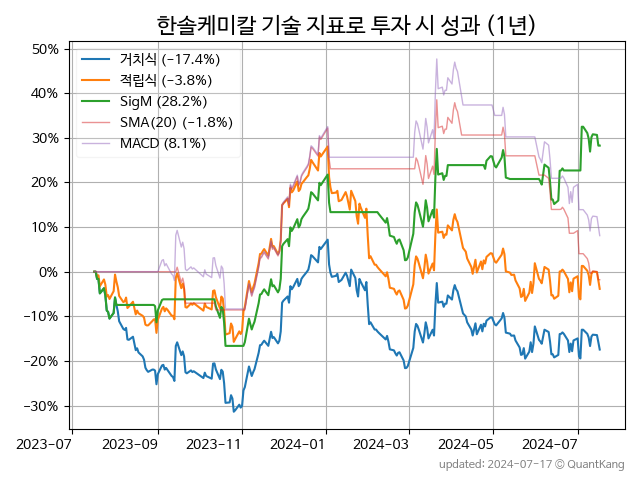 한솔케미칼 기술 지표로 투자 시 성과 (1년)
50%
40%
30%
20%
10%
0%
−10%
−20%
−30%
거치식 (−17.4%)
적립식 (−3.8%)
SigM (28.2%)
SMA(20) (−1.8%)
MACD (8.1%)
2023-07 2023-09 2023-11 2024-01 2024-03 2024-05 2024-07
updated: 2024-07-17 © QuantKang